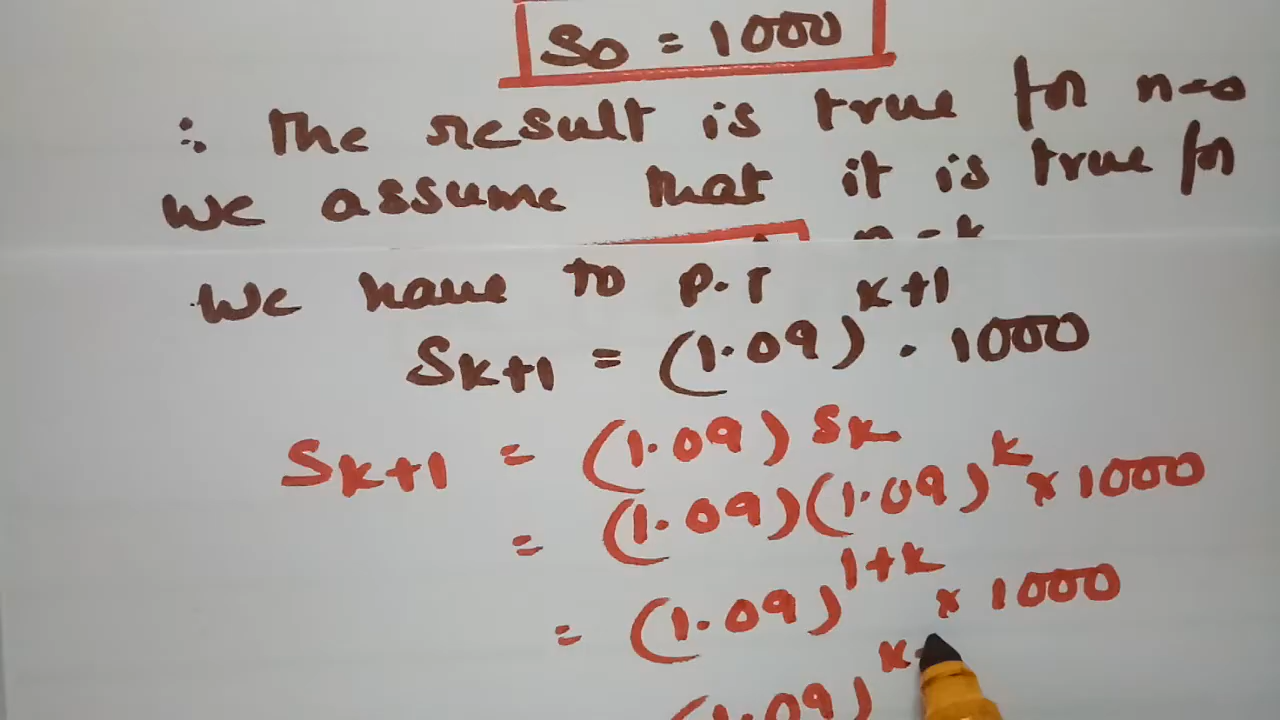 S0 = 1000
∴ The result is true for n=0
We assume that it is true for
n = k
We have to P.T
Sk+1 = (1.09)^k+1 . 1000
Sk+1 = (1.09) Sk
= (1.09)(1.09)^k × 1000
= (1.09)^1+k × 1000
(1.09)^k